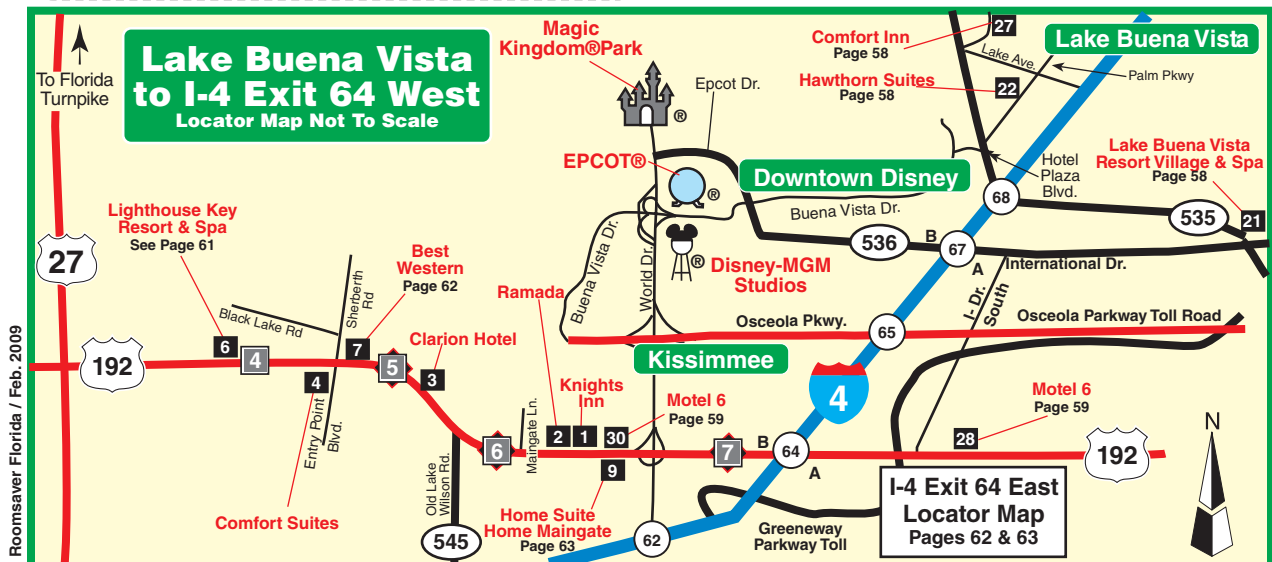 Lake Buena Vista
to I-4 Exit 64 West
Locator Map Not To Scale
To Florida
Turnpike
Magic
Kingdom®Park
®
Epcot Dr.
EPCOT®
®
Comfort Inn
Page 58
27
Lake Ave.
Lake Buena Vista
Palm Pkwy
Hawthorn Suites
Page 58
22
Hotel
Plaza
Blvd.
Lake Buena Vista
Resort Village & Spa
Page 58
Downtown Disney
Buena Vista Dr.
68
535
21
536
B
67
A
International Dr.
Lighthouse Key
Resort & Spa
See Page 61
27
Best
Western
Page 62
Sherberth
Rd
Black Lake Rd
Ramada
Buena Vista Dr.
World Dr.
®
Disney-MGM
Studios
I- Dr.
South
Osceola Pkwy.
65
Osceola Parkway Toll Road
192
6
4
7
5
Clarion Hotel
3
4
Entry Point
Blvd.
Kissimmee
4
Knights
Inn
Motel 6
Page 59
Motel 6
Page 59
Maingate Ln.
6
2
1
30
9
7
B
64
A
28
192
N
Comfort Suites
Old Lake
Wilson Rd.
545
Home Suite
Home Maingate
Page 63
62
Greeneway
Parkway Toll
I-4 Exit 64 East
Locator Map
Pages 62 & 63
Roomsaver Florida / Feb. 2009